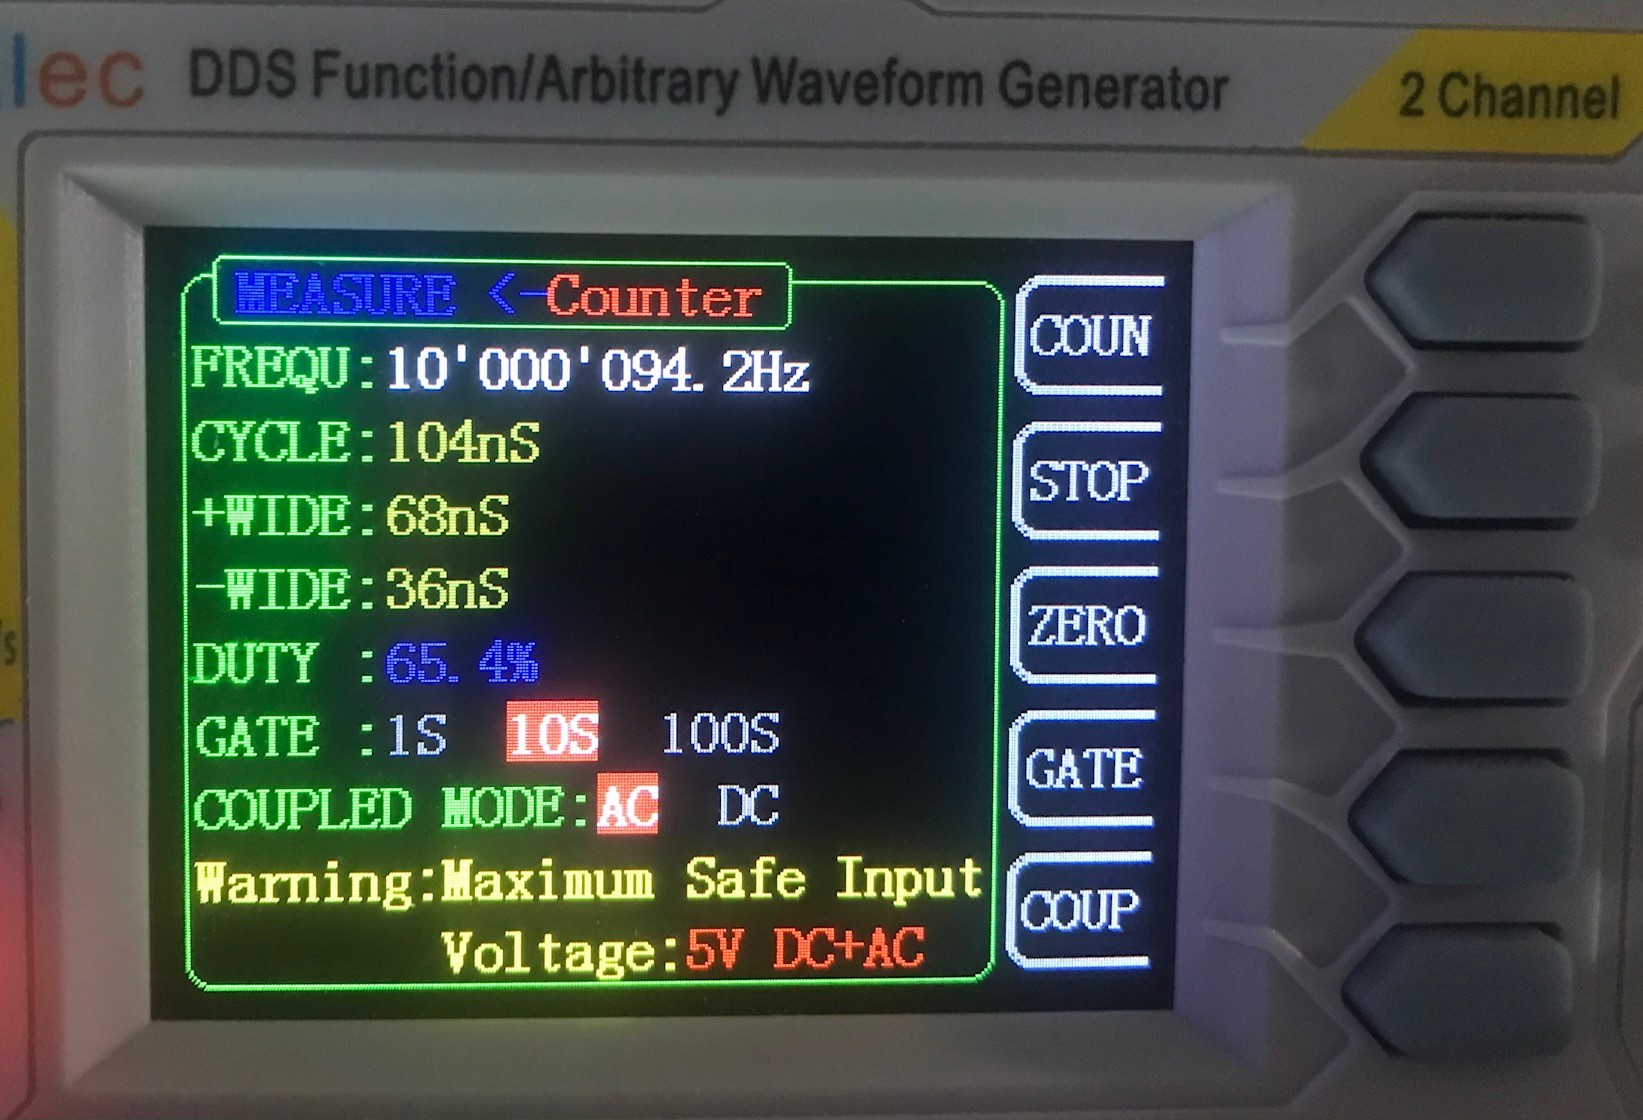 lec DDS Function/Arbitrary Waveform Generator 2 Channel
MEASURE <-Counter
FREQU:10'000'094.2Hz
CYCLE:104nS
+WIDE:68nS
-WIDE:36nS
DUTY :65.4%
GATE :1S 10S 100S
COUPLED MODE:AC DC
Warning:Maximum Safe Input
Voltage:5V DC+AC
COUN
STOP
ZERO
GATE
COUP